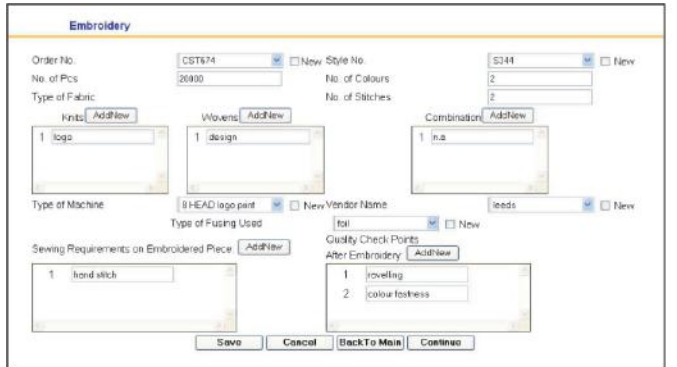 Embroidery
Order No. CST674 New Style No. S344 New
No. of Pcs 20000 No. of Colours 2
Type of Fabric No. of Stitches 2
Knits AddNew Wovens AddNew Combination AddNew
1 logo 1 design 1 n.a
Type of Machine 8 HEAD logo print New Vendor Name leeds New
Type of Fusing Used foil New
Quality Check Points
Sewing Requirements on Embroidered Piece. AddNew After Embroidery AddNew
1 hand stitch 1 ravelling
2 colour fastness
Save Cancel BackTo Main Continue